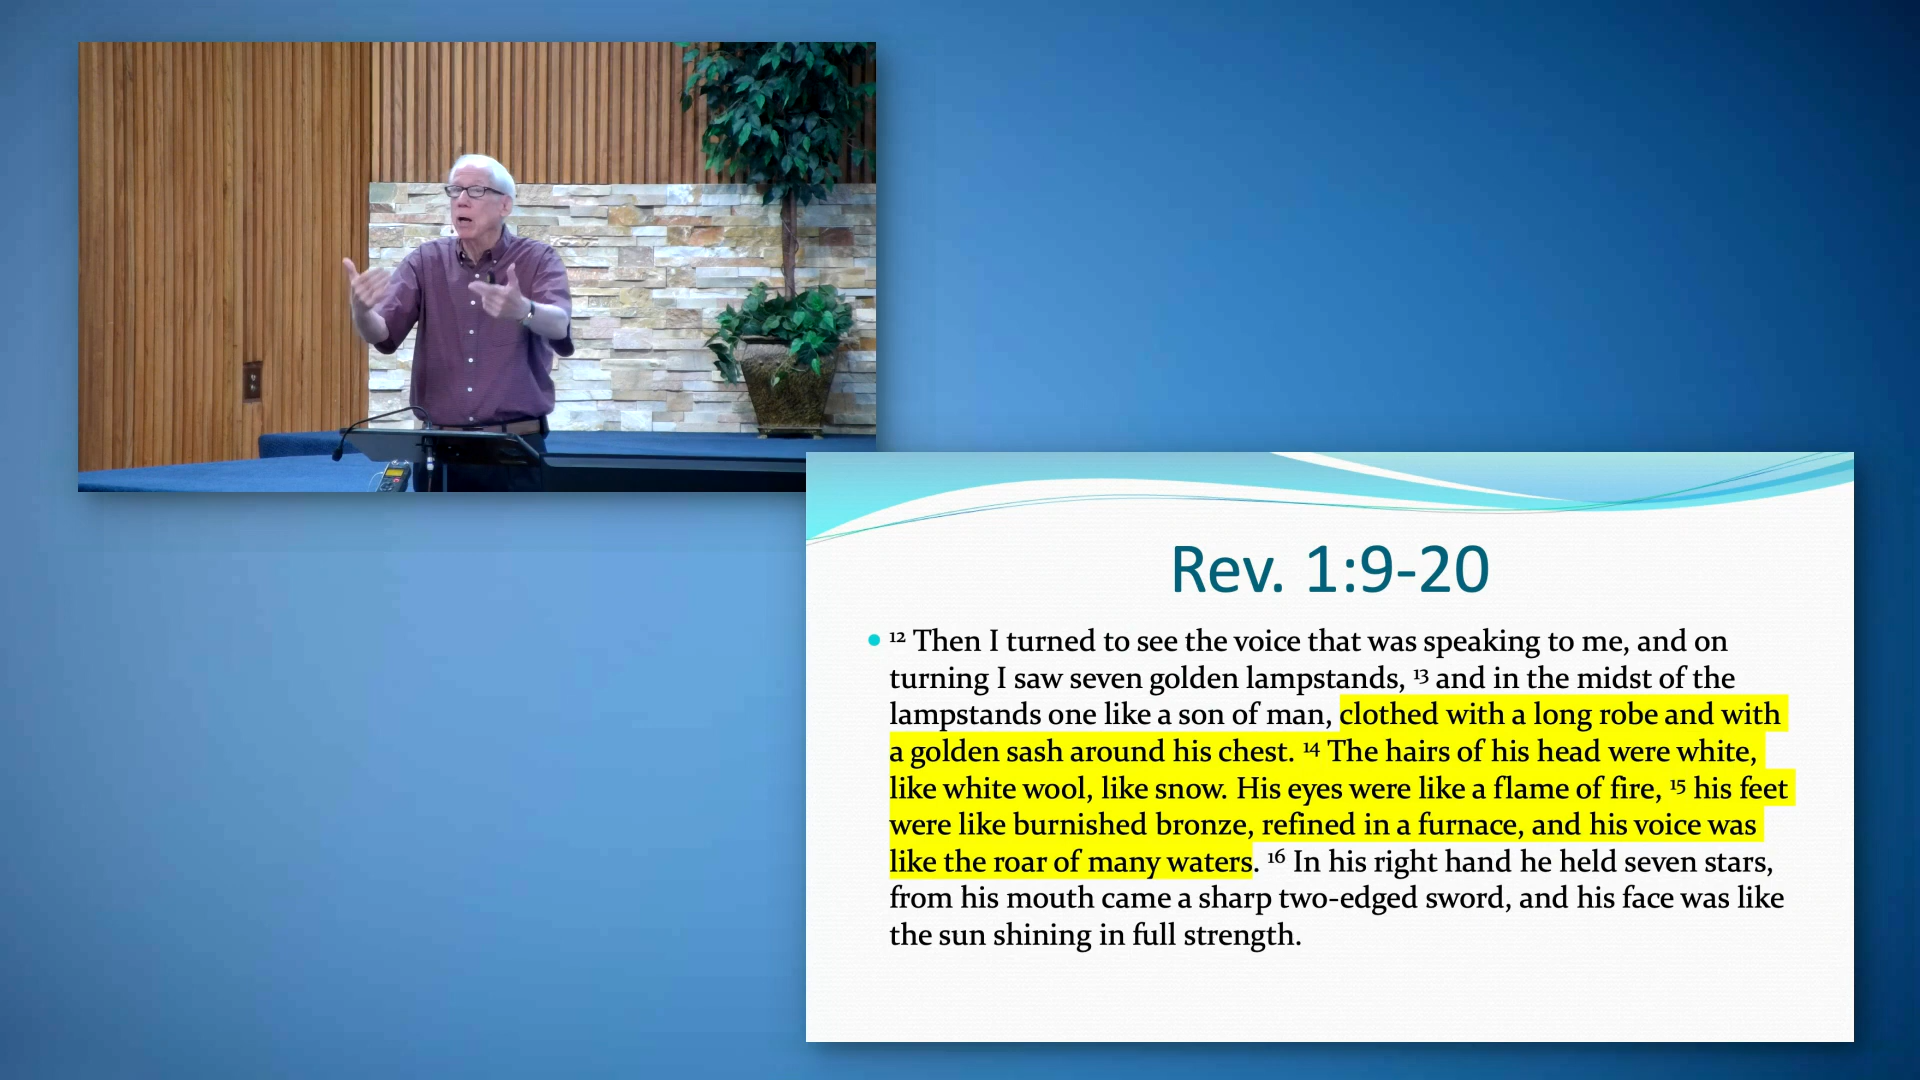 Rev. 1:9-20
• ¹² Then I turned to see the voice that was speaking to me, and on
turning I saw seven golden lampstands, ¹³ and in the midst of the
lampstands one like a son of man, clothed with a long robe and with
a golden sash around his chest. ¹⁴ The hairs of his head were white,
like white wool, like snow. His eyes were like a flame of fire, ¹⁵ his feet
were like burnished bronze, refined in a furnace, and his voice was
like the roar of many waters. ¹⁶ In his right hand he held seven stars,
from his mouth came a sharp two-edged sword, and his face was like
the sun shining in full strength.